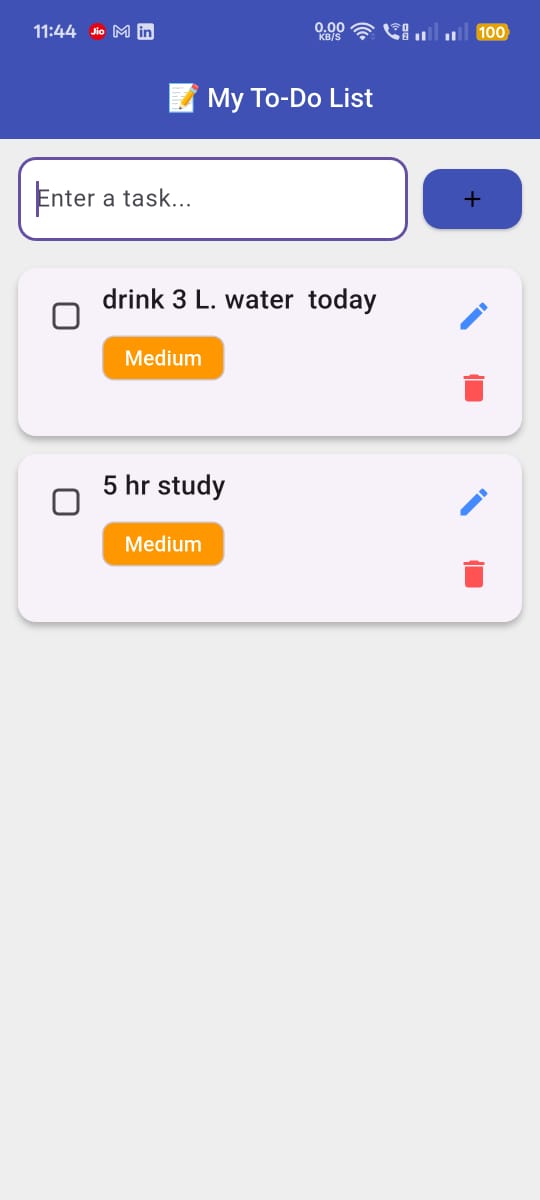 11:44 Jio in 0.00 KB/S 100
📝 My To-Do List
Enter a task...
+
drink 3 L. water  today
Medium
5 hr study
Medium